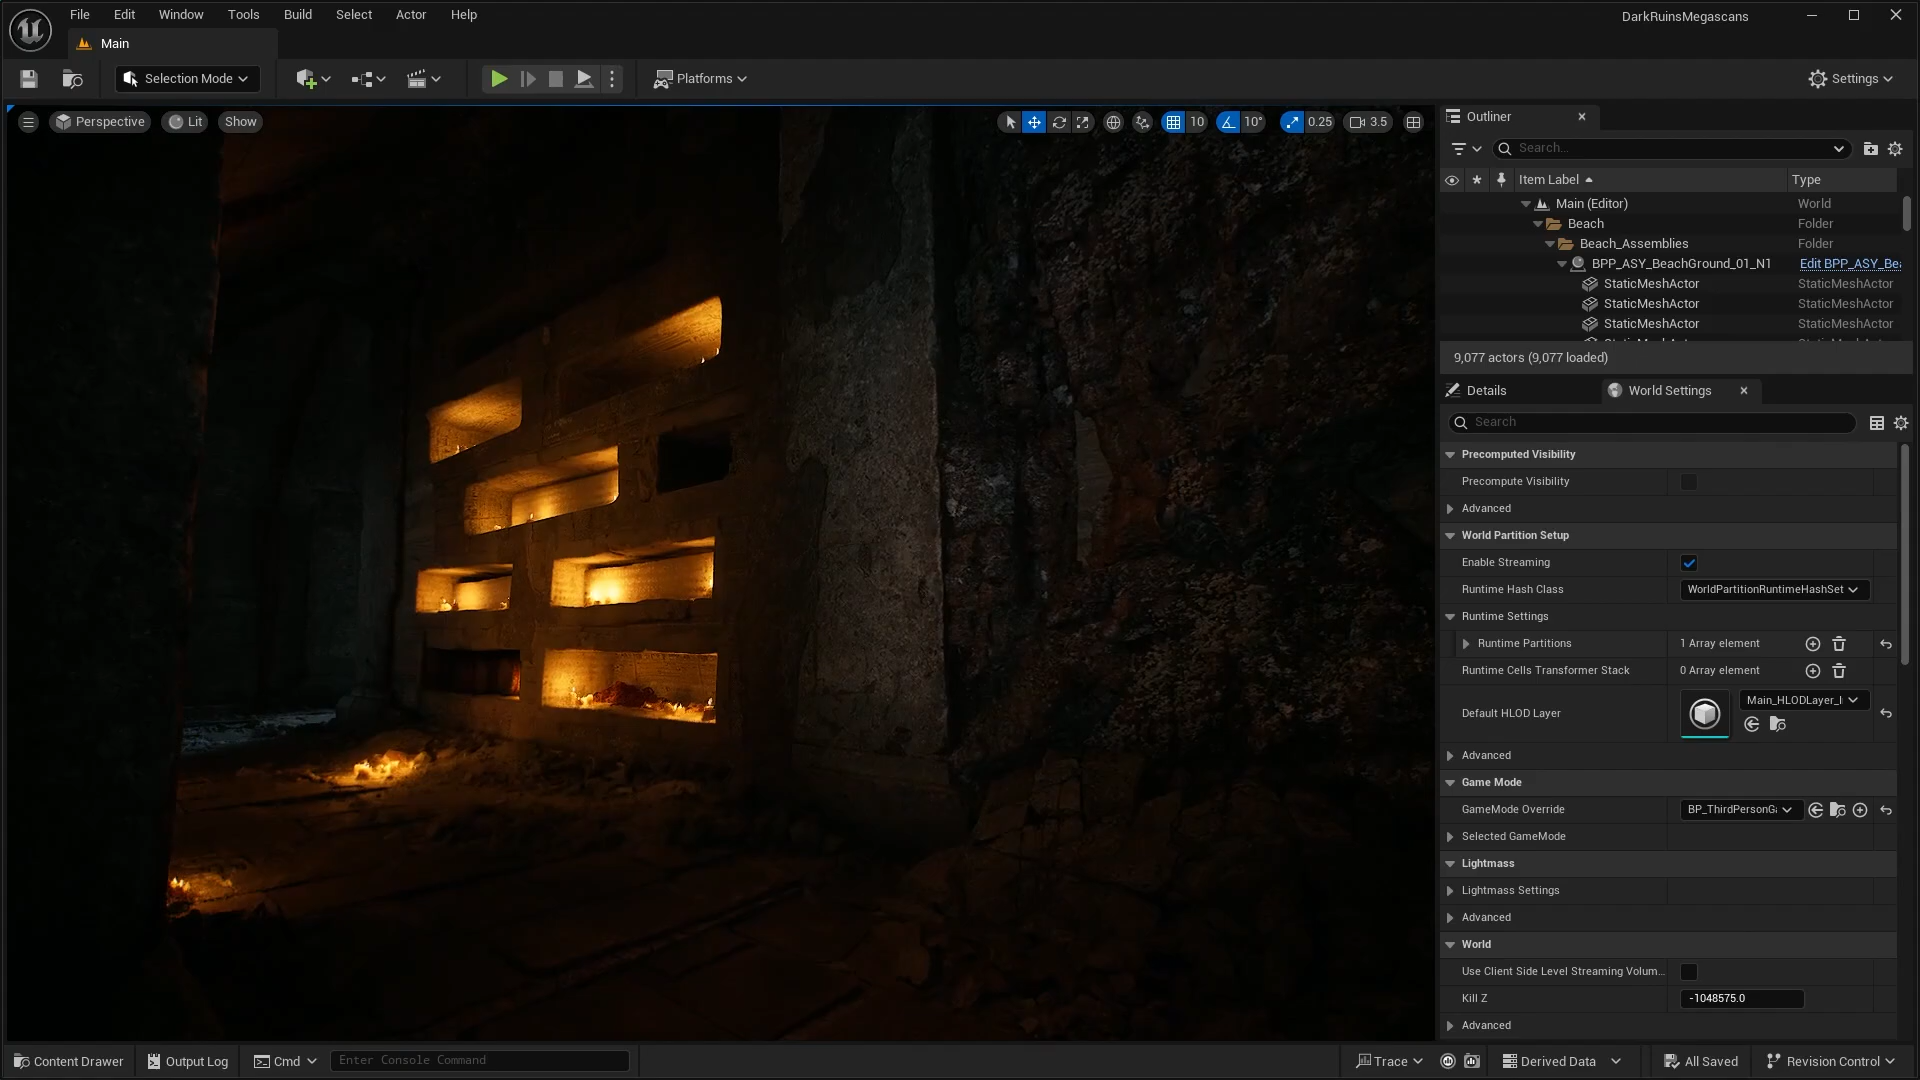 File Edit Window Tools Build Select Actor Help
DarkRuinsMegascans
Main
Selection Mode
Platforms
Settings
Perspective Lit Show
10 10° 0.25 3.5
Outliner
Search...
Item Label Type
Main (Editor) World
Beach Folder
Beach_Assemblies Folder
BPP_ASY_BeachGround_01_N1 Edit BPP_ASY_Bea
StaticMeshActor StaticMeshActor
StaticMeshActor StaticMeshActor
StaticMeshActor StaticMeshActor
9,077 actors (9,077 loaded)
Details World Settings
Search
Precomputed Visibility
Precompute Visibility
Advanced
World Partition Setup
Enable Streaming
Runtime Hash Class WorldPartitionRuntimeHashSet
Runtime Settings
Runtime Partitions 1 Array element
Runtime Cells Transformer Stack 0 Array element
Default HLOD Layer Main_HLODLayer_I
Advanced
Game Mode
GameMode Override BP_ThirdPersonGa
Selected GameMode
Lightmass
Lightmass Settings
Advanced
World
Use Client Side Level Streaming Volum...
Kill Z -1048575.0
Advanced
Content Drawer Output Log Cmd Enter Console Command
Trace Derived Data All Saved Revision Control